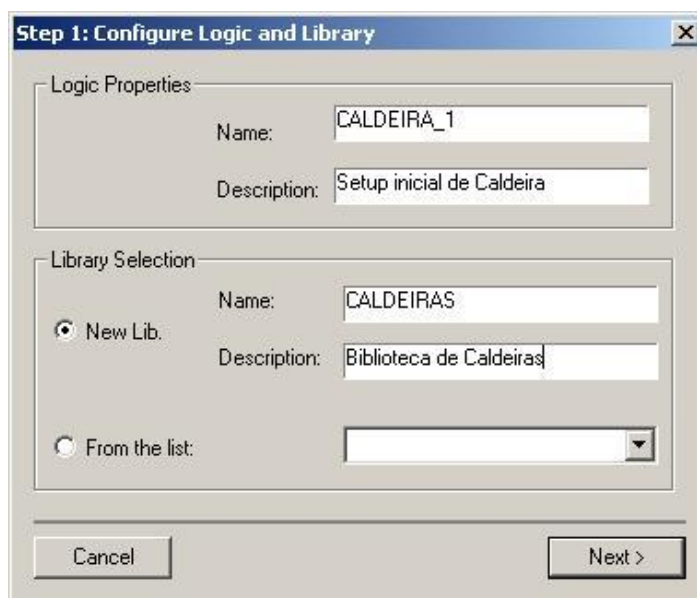 Step 1: Configure Logic and Library
Logic Properties
Name: CALDEIRA_1
Description: Setup inicial de Caldeira
Library Selection
New Lib.
Name: CALDEIRAS
Description: Biblioteca de Caldeiras
From the list:
Cancel
Next >